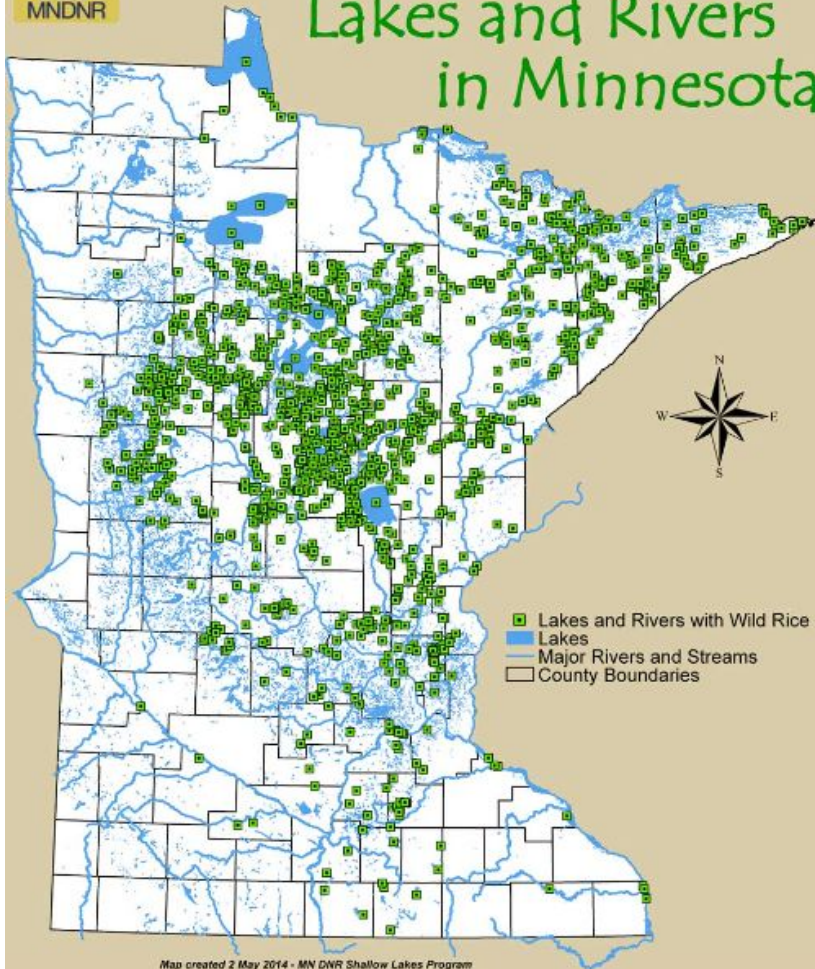 MNDNR
Lakes and Rivers
in Minnesota
N
W
E
S
Lakes and Rivers with Wild Rice
Lakes
Major Rivers and Streams
County Boundaries
Map created 2 May 2014 - MN DNR Shallow Lakes Program